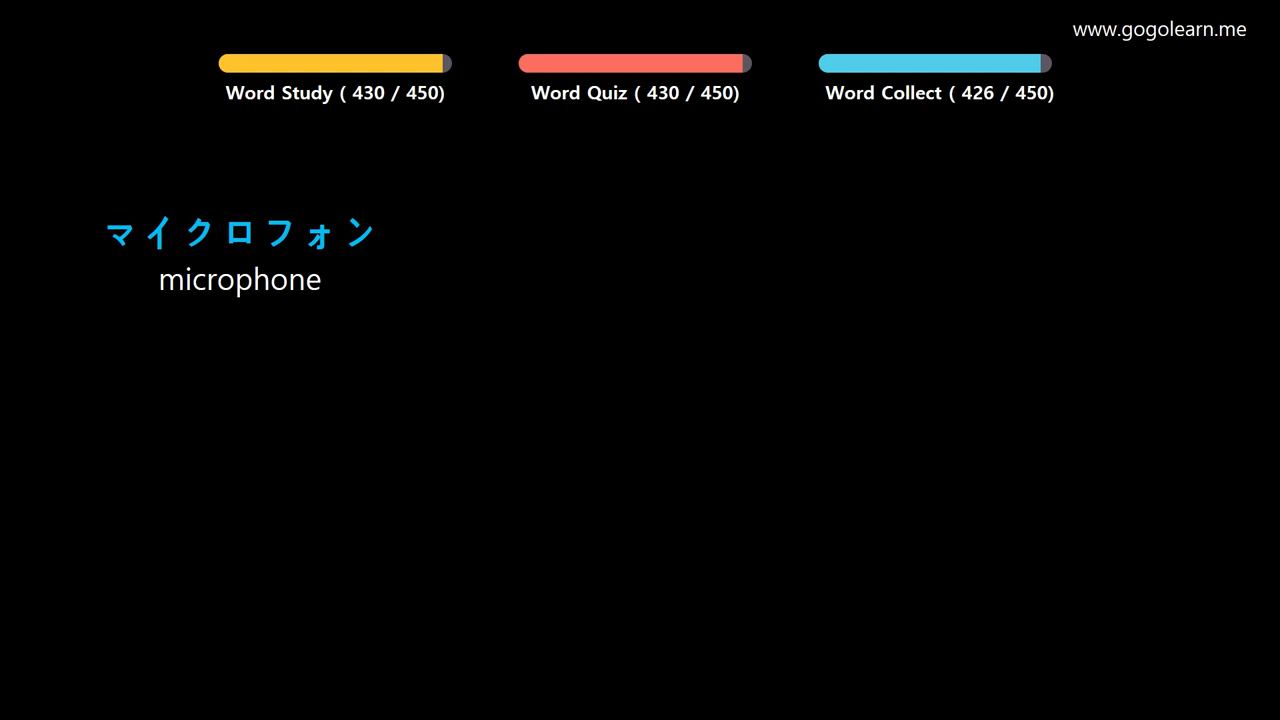 www.gogolearn.me
Word Study ( 430 / 450)
Word Quiz ( 430 / 450)
Word Collect ( 426 / 450)
マイクロフォン
microphone